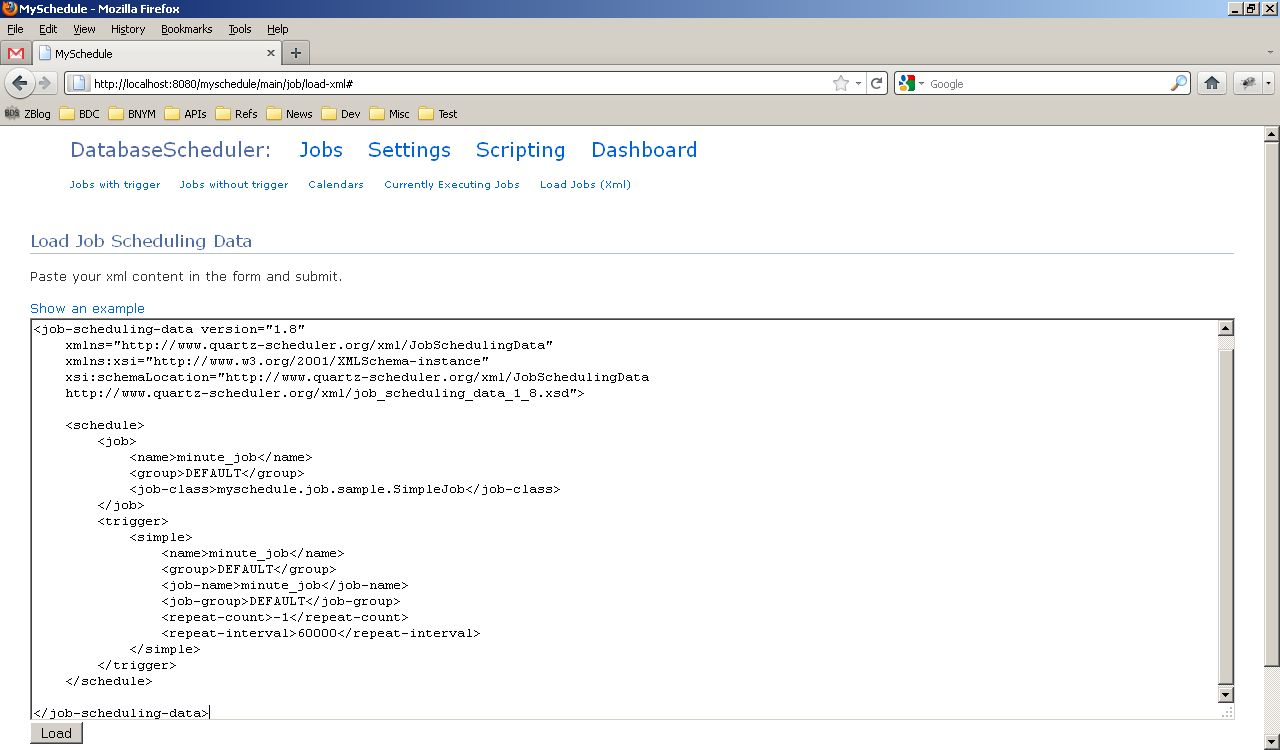 MySchedule - Mozilla Firefox
File Edit View History Bookmarks Tools Help
MySchedule
http://localhost:8080/myschedule/main/job/load-xml#
Google
BDS ZBlog BDC BNYM APIs Refs News Dev Misc Test
DatabaseScheduler: Jobs Settings Scripting Dashboard
Jobs with trigger Jobs without trigger Calendars Currently Executing Jobs Load Jobs (Xml)
Load Job Scheduling Data
Paste your xml content in the form and submit.
Show an example
<job-scheduling-data version="1.8"
xmlns="http://www.quartz-scheduler.org/xml/JobSchedulingData"
xmlns:xsi="http://www.w3.org/2001/XMLSchema-instance"
xsi:schemaLocation="http://www.quartz-scheduler.org/xml/JobSchedulingData
http://www.quartz-scheduler.org/xml/job_scheduling_data_1_8.xsd">
<schedule>
<job>
<name>minute_job</name>
<group>DEFAULT</group>
<job-class>myschedule.job.sample.SimpleJob</job-class>
</job>
<trigger>
<simple>
<name>minute_job</name>
<group>DEFAULT</group>
<job-name>minute_job</job-name>
<job-group>DEFAULT</job-group>
<repeat-count>-1</repeat-count>
<repeat-interval>60000</repeat-interval>
</simple>
</trigger>
</schedule>
</job-scheduling-data>
Load